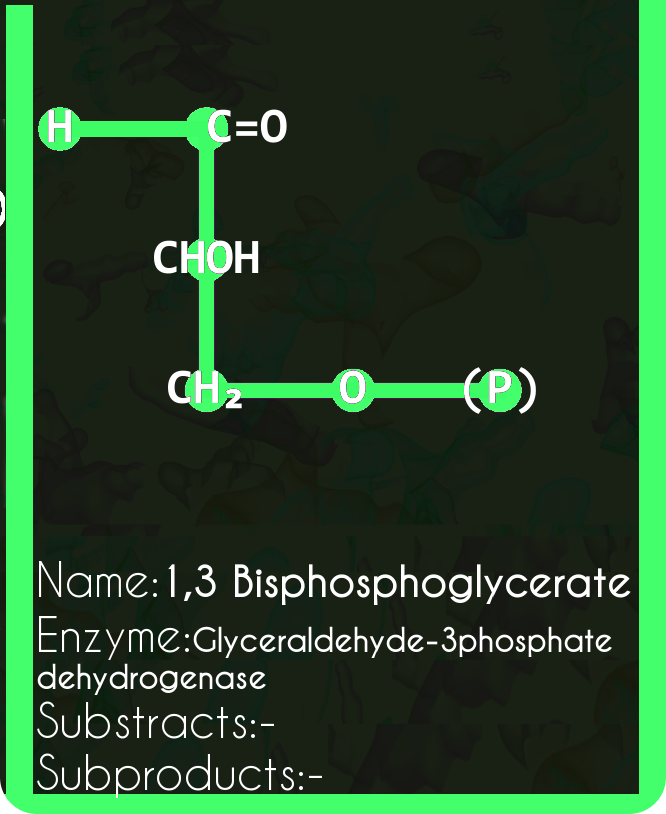 H C=O
CHOH
CH₂ O (P)
Name:1,3 Bisphosphoglycerate
Enzyme:Glyceraldehyde-3phosphate
dehydrogenase
Substracts:-
Subproducts:-